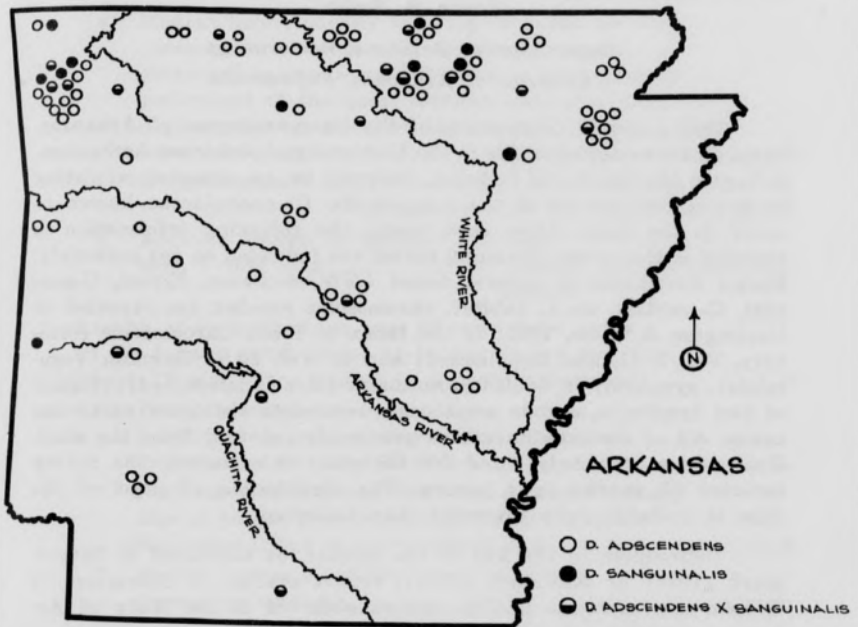 WHITE RIVER
N
ARKANSAS RIVER
OUACHITA RIVER
ARKANSAS
D. ADSCENDENS
D. SANGUINALIS
D. ADSCENDENS X SANGUINALIS